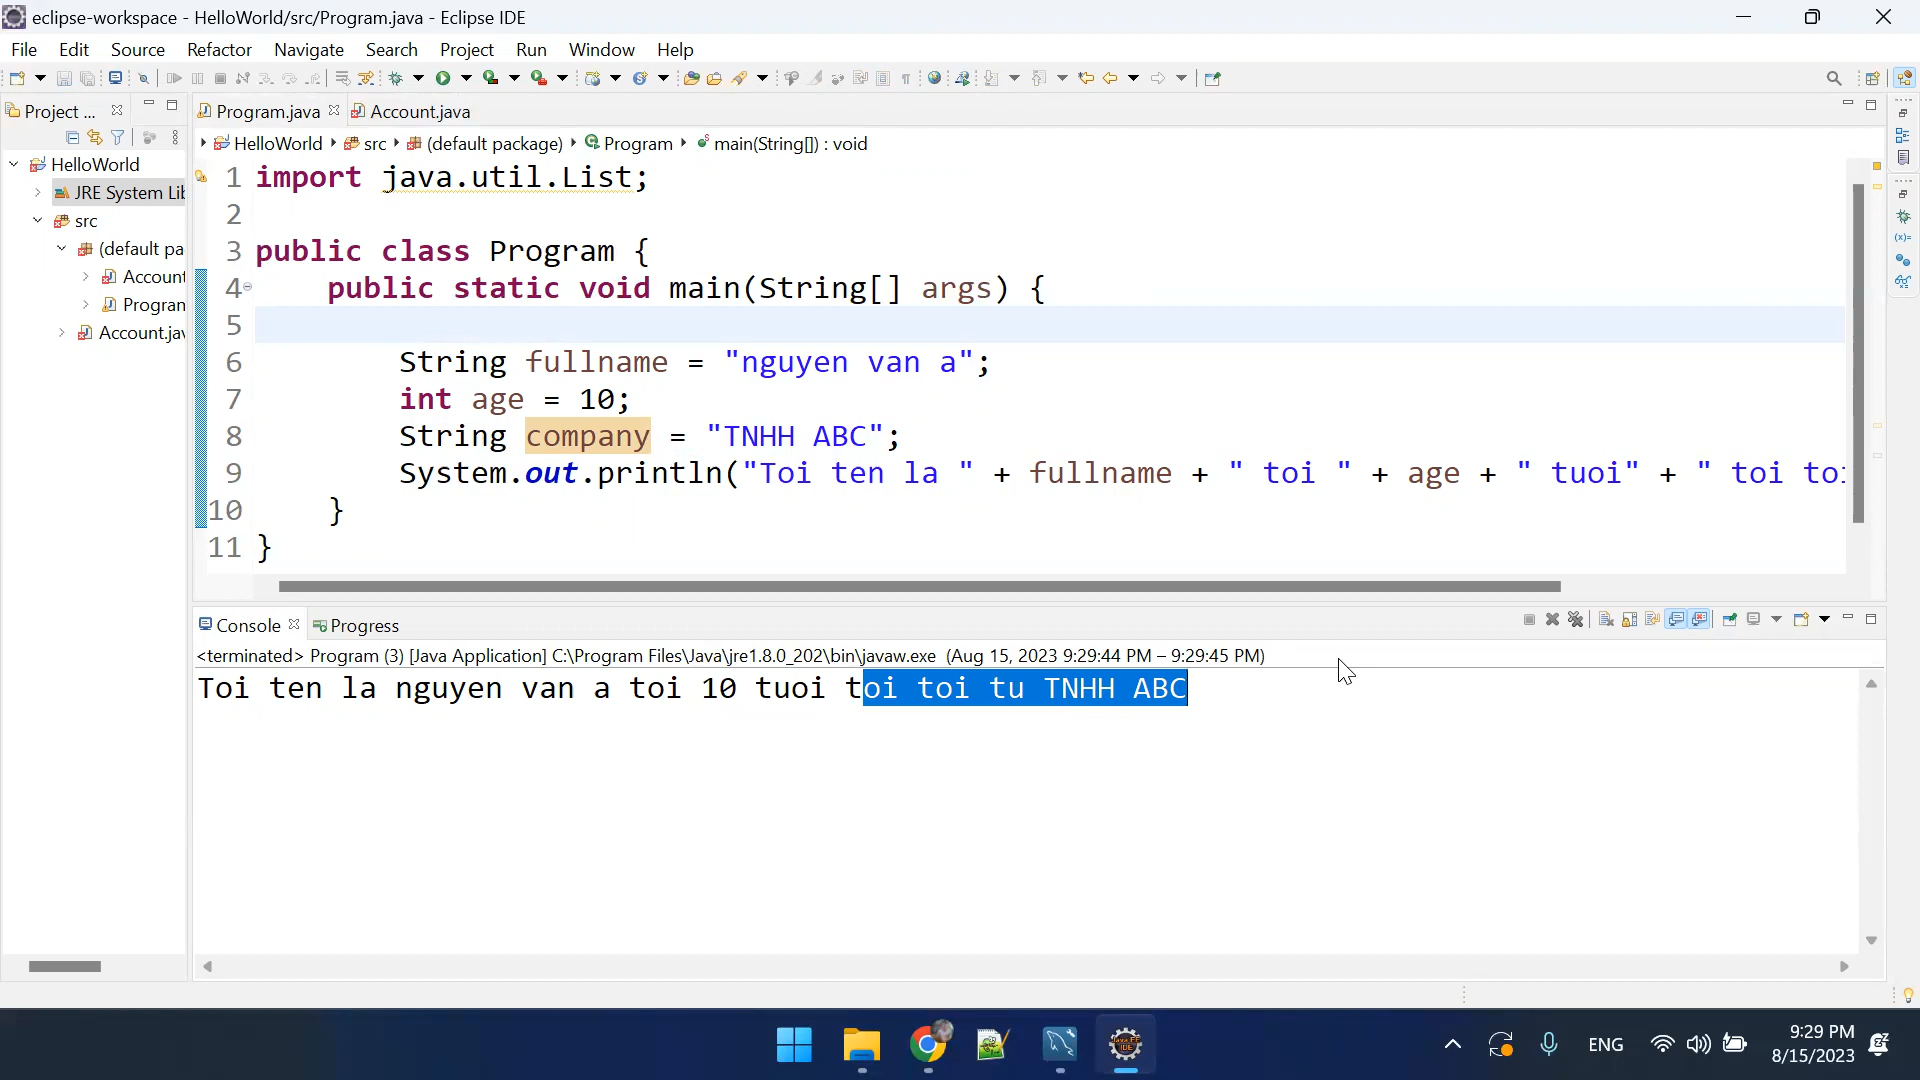 eclipse-workspace - HelloWorld/src/Program.java - Eclipse IDE
File Edit Source Refactor Navigate Search Project Run Window Help
Project ...
Program.java
Account.java
HelloWorld
src
(default package)
Program
main(String[]) : void
HelloWorld
JRE System Lib
src
(default pa
Account
Program
Account.jav
1 import java.util.List;
2
3 public class Program {
4 public static void main(String[] args) {
5
6 String fullname = "nguyen van a";
7 int age = 10;
8 String company = "TNHH ABC";
9 System.out.println("Toi ten la " + fullname + " toi " + age + " tuoi" + " toi toi
10 }
11 }
Console
Progress
<terminated> Program (3) [Java Application] C:\Program Files\Java\jre1.8.0_202\bin\javaw.exe (Aug 15, 2023 9:29:44 PM – 9:29:45 PM)
Toi ten la nguyen van a toi 10 tuoi toi toi tu TNHH ABC
ENG
9:29 PM
8/15/2023